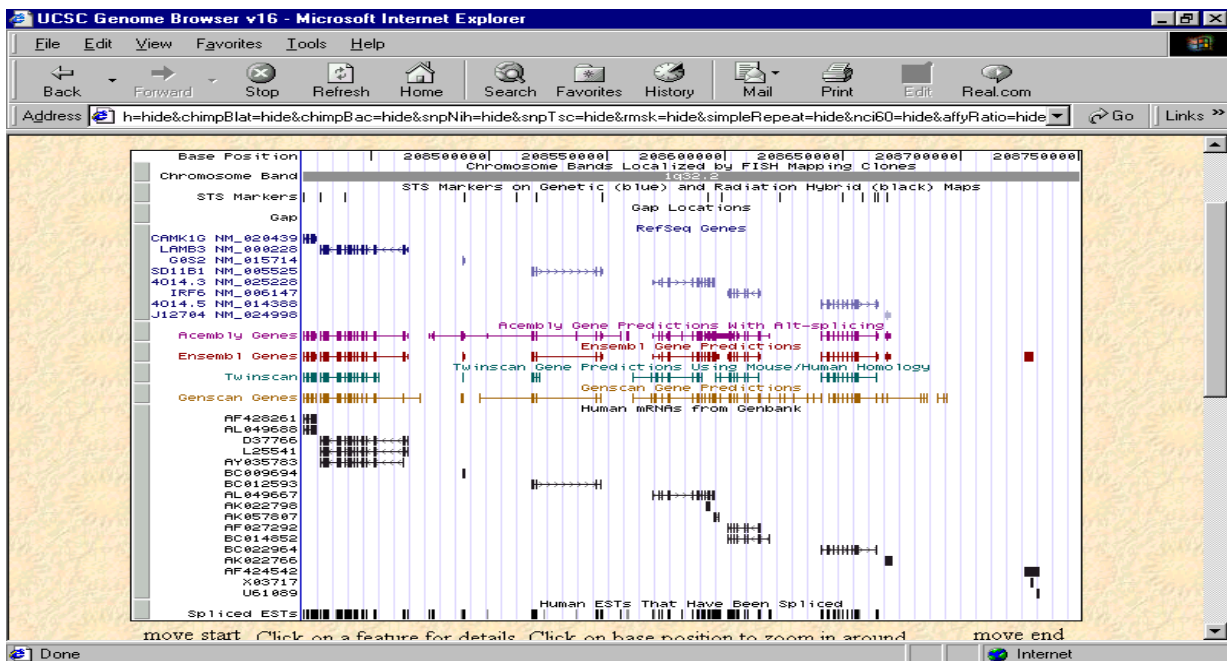 UCSC Genome Browser v16 - Microsoft Internet Explorer
File Edit View Favorites Tools Help
Back Forward Stop Refresh Home Search Favorites History Mail Print Edit Real.com
Address h=hide&chimpBlat=hide&chimpBac=hide&snpNih=hide&snpTsc=hide&rmsk=hide&simpleRepeat=hide&nci60=hide&affyRatio=hide Go Links »
Base Position | 208500000| 208550000| 208600000| 208650000| 208700000| 208750000|
Chromosome Bands Localized by FISH Mapping Clones
Chromosome Band 1q32.2
STS Markers on Genetic (blue) and Radiation Hybrid (black) Maps
STS Markers
Gap Locations
Gap
RefSeq Genes
CAMK1G NM_020439
LAMB3 NM_000228
G0S2 NM_015714
SD11B1 NM_005525
4O14.3 NM_025228
IRF6 NM_006147
4O14.5 NM_014388
J12704 NM_024998
Acembly Gene Predictions With Alt-splicing
Acembly Genes
Ensembl Gene Predictions
Ensembl Genes
Twinscan Gene Predictions Using Mouse/Human Homology
Twinscan
Genscan Gene Predictions
Genscan Genes
Human mRNAs from Genbank
AF428261
AL049688
D37766
L25541
AY035783
BC009694
BC012593
AL049667
AK022798
AK057807
AF027292
BC014852
BC022964
AK022766
AF424542
X03717
U61089
Human ESTs That Have Been Spliced
Spliced ESTs
move start Click on a feature for details. Click on base position to zoom in around move end
Done Internet